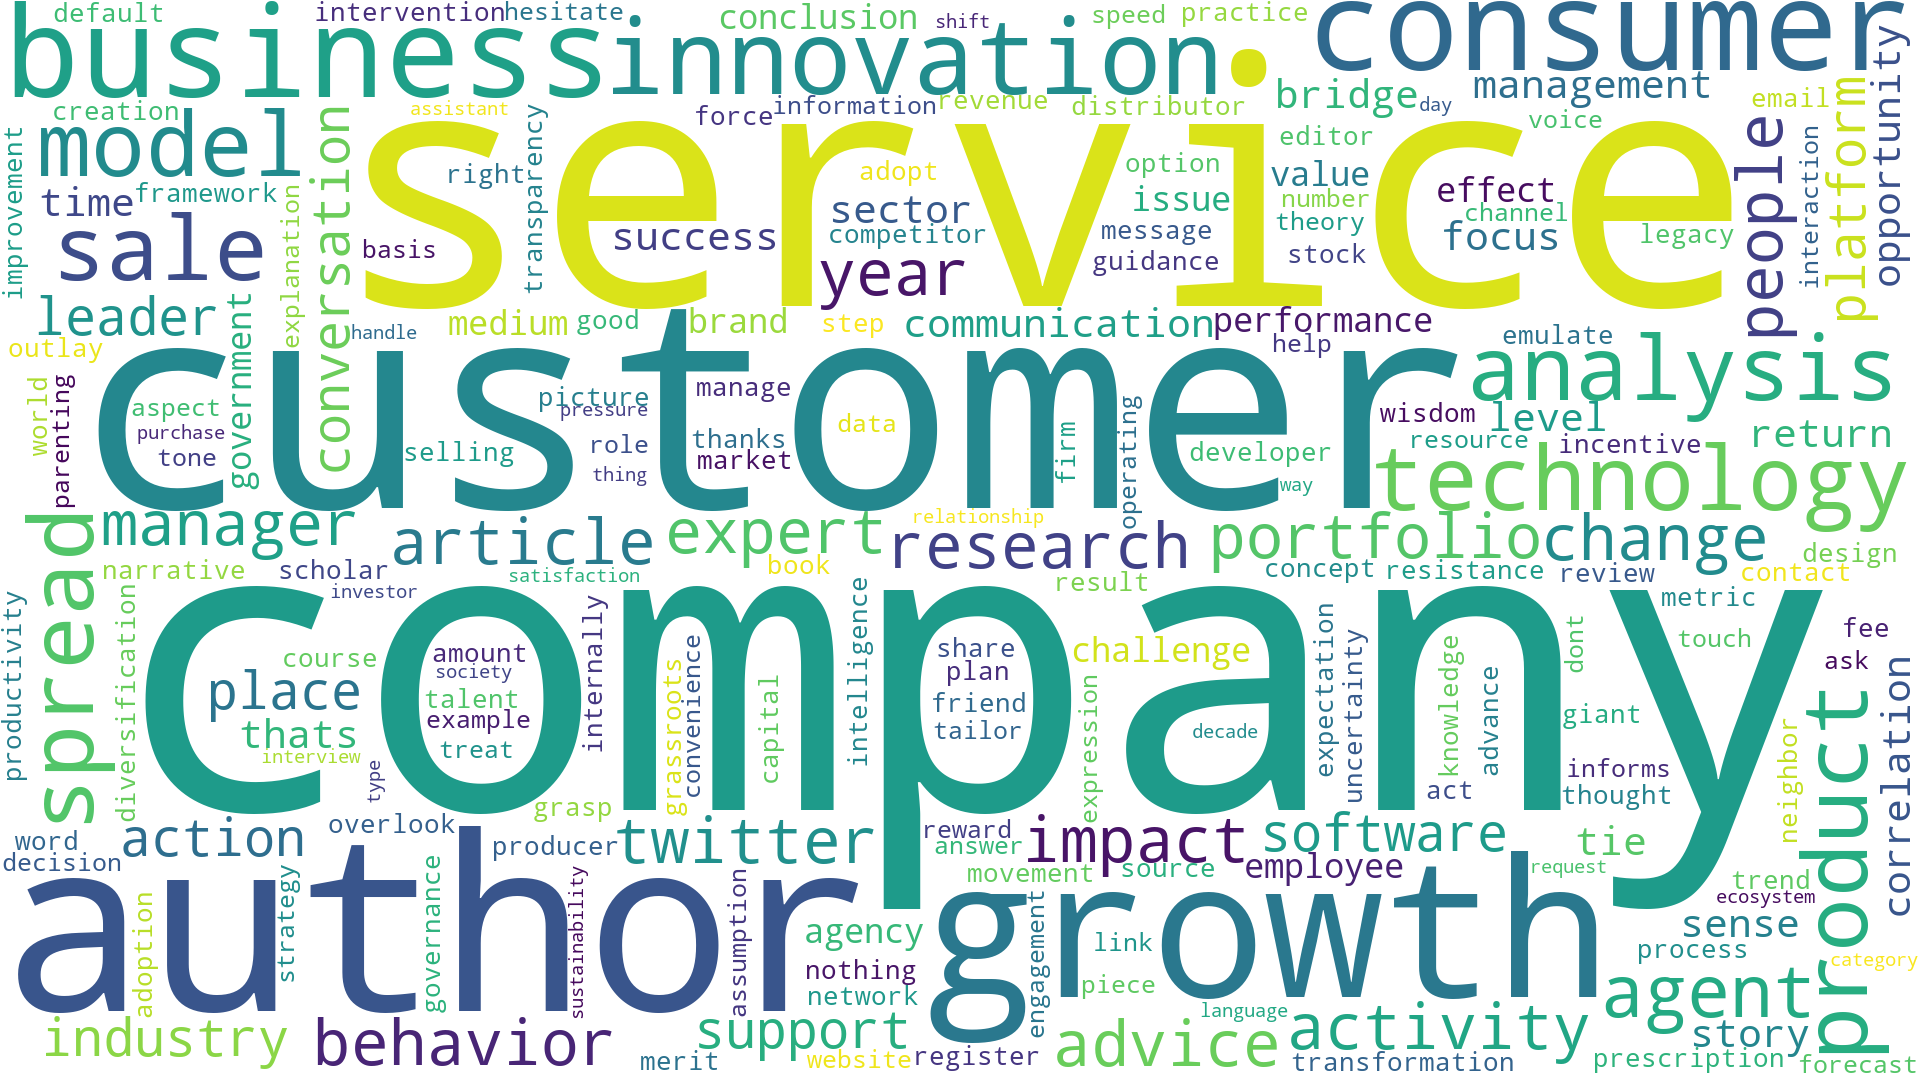 default
intervention
hesitate
conclusion
shift
speed
practice
consumer
business
innovation
service
creation
assistant
force
information
revenue
distributor
bridge
day
management
email
platform
opportunity
people
voice
editor
model
conversation
transparency
right
adopt
option
value
effect
interaction
improvement
time
framework
explanation
sector
issue
number
channel
theory
focus
legacy
sale
basis
success
competitor
message
guidance
stock
year
leader
government
handle
medium
good
brand
step
communication
performance
help
emulate
outlay
customer
analysis
world
parenting
aspect
purchase
tone
picture
pressure
manage
data
operating
wisdom
level
selling
role
thanks
market
thing
firm
developer
resource
incentive
return
way
technology
spread
manager
article
expert
relationship
research
portfolio
change
design
narrative
scholar
investor
satisfaction
book
result
concept
resistance
review
contact
metric
company
productivity
diversification
course
place
thats
interview
type
amount
society
talent
example
treat
internally
grassroots
convenience
capital
intelligence
share
plan
friend
tailor
challenge
expression
decade
expectation
uncertainty
knowledge
advance
act
dont
giant
informs
thought
touch
fee
ask
neighbor
product
correlation
grasp
word
decision
action
overlook
producer
twitter
reward
answer
impact
software
tie
movement
source
employee
request
trend
ecosystem
author
growth
adoption
strategy
governance
sustainability
assumption
agency
nothing
network
engagement
link
piece
sense
process
category
agent
language
industry
behavior
support
merit
website
register
advice
activity
transformation
story
prescription
forecast